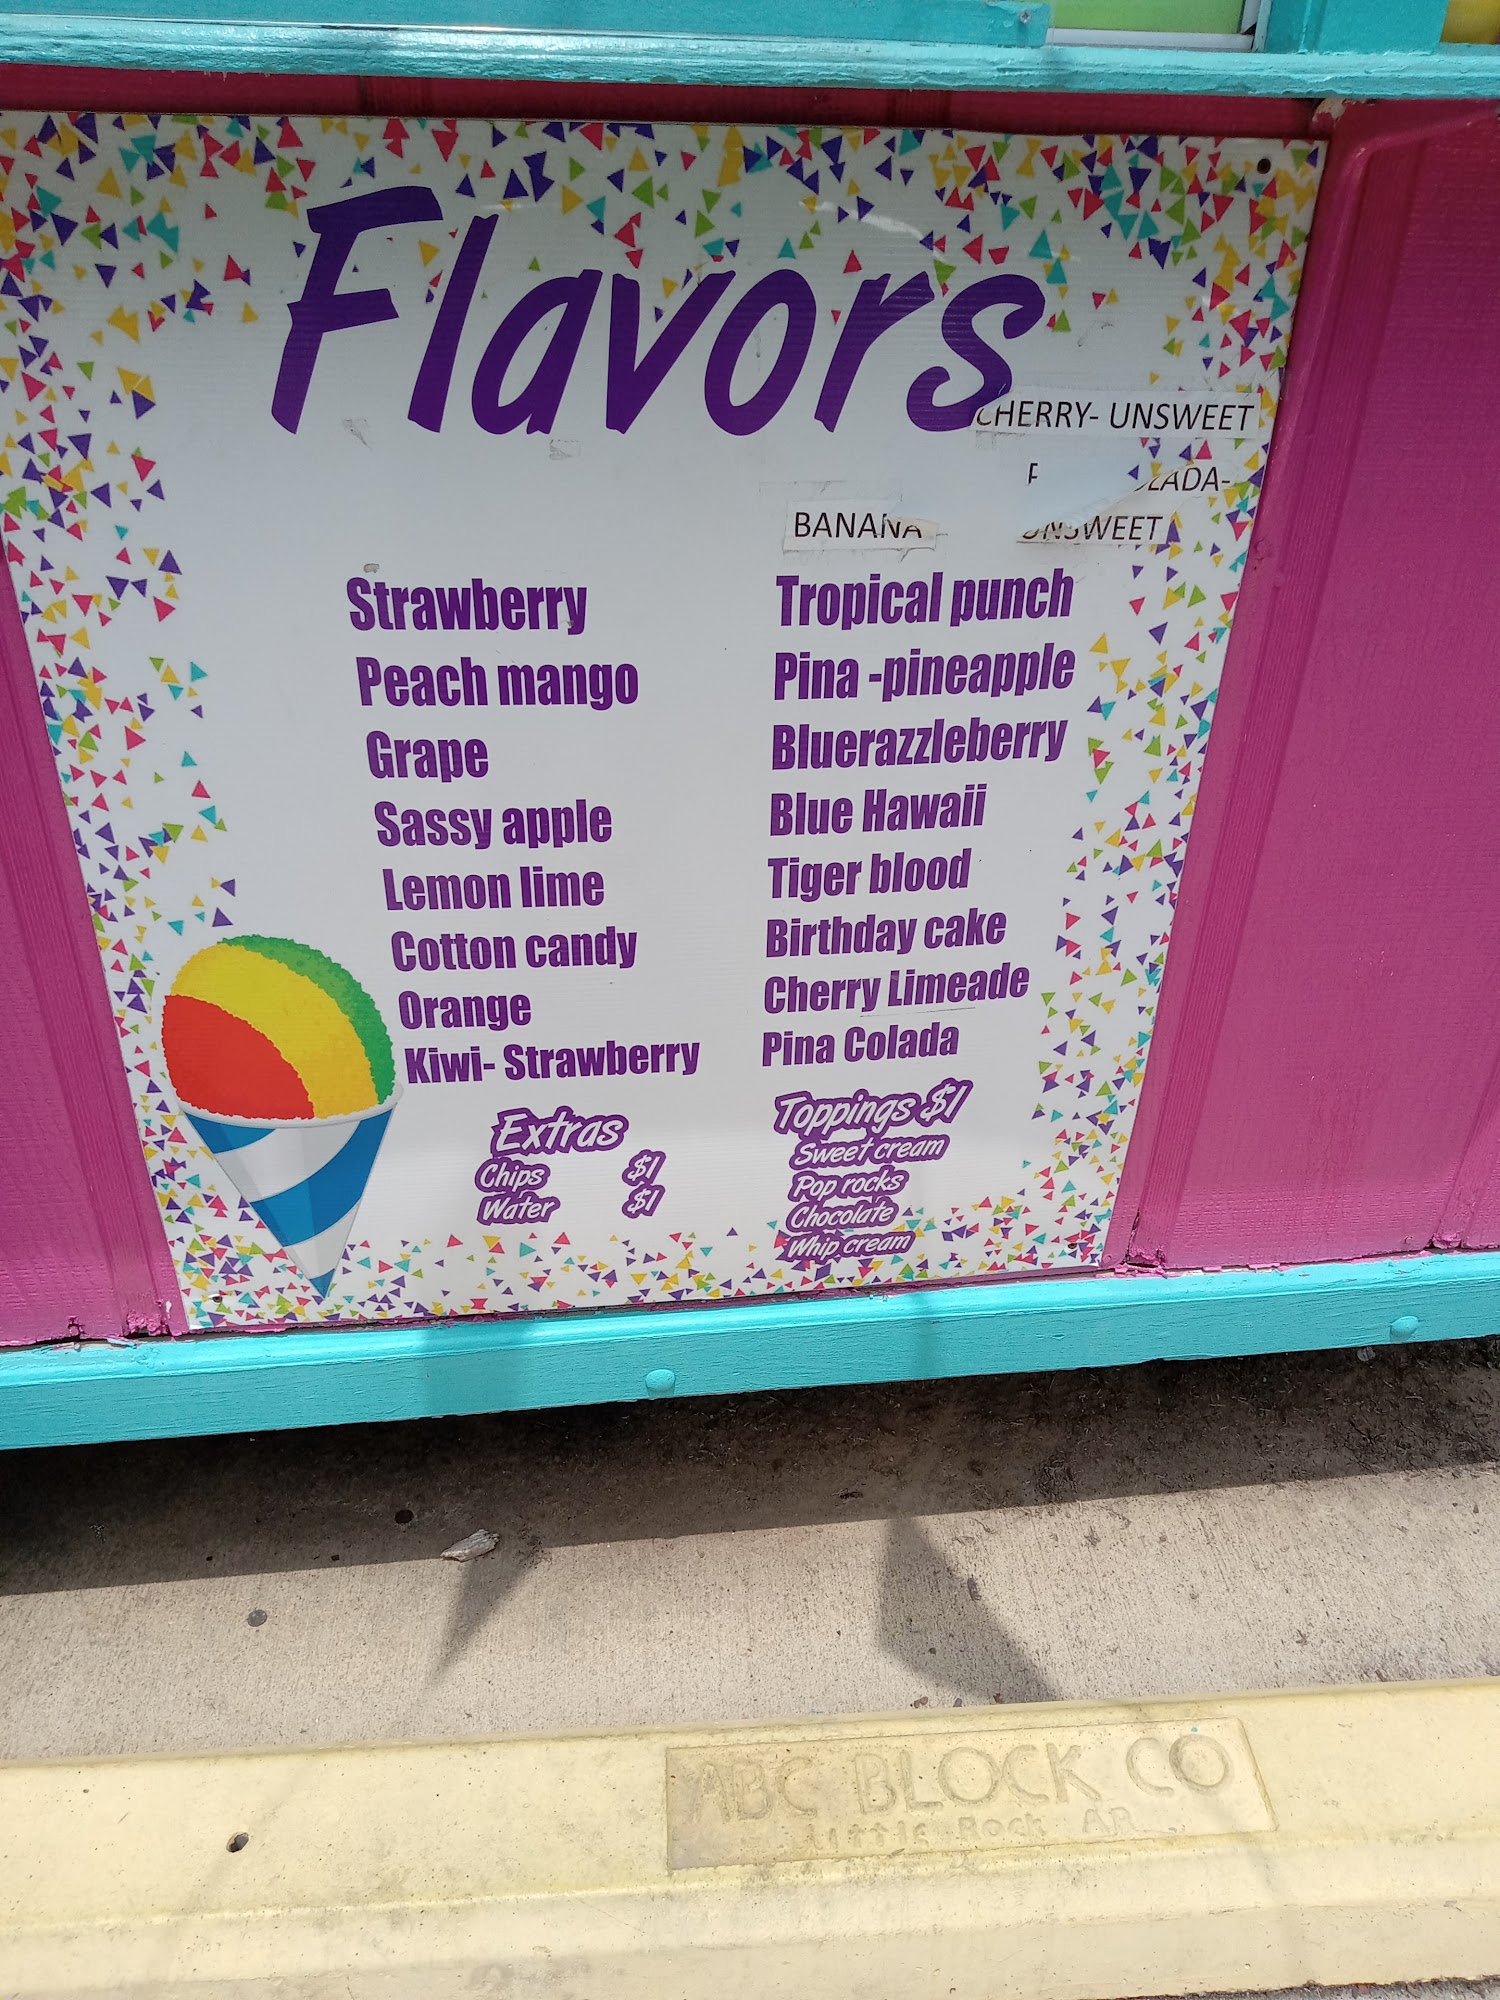 Flavors
CHERRY- UNSWEET
BANANA
UNSWEET
Strawberry
Peach mango
Grape
Sassy apple
Lemon lime
Cotton candy
Orange
Kiwi- Strawberry
Tropical punch
Pina -pineapple
Bluerazzleberry
Blue Hawaii
Tiger blood
Birthday cake
Cherry Limeade
Pina Colada
Extras
Chips $1
Water $1
Toppings $1
Sweet cream
Pop rocks
Chocolate
Whip cream
ABC BLOCK CO
Little Rock AR